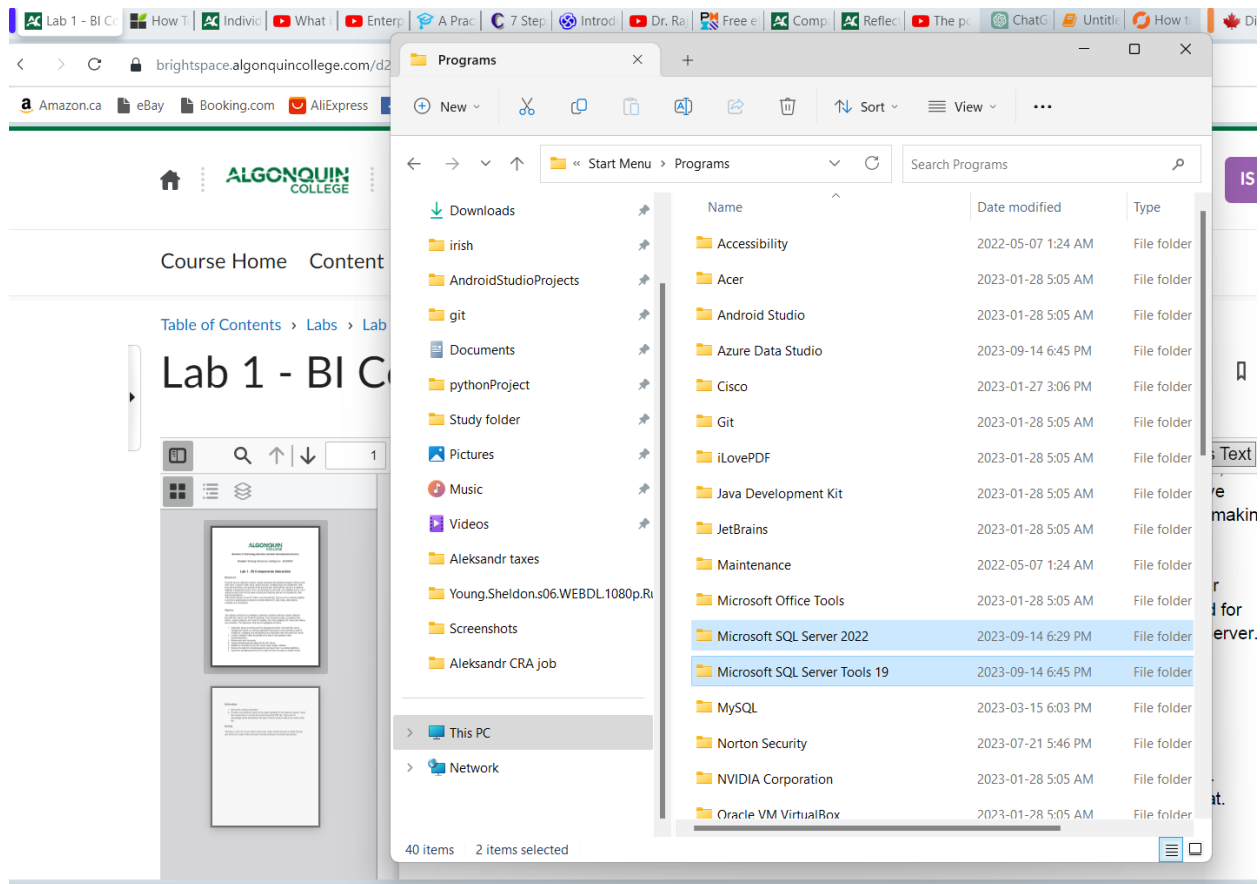 Lab 1 - BI Co
How T
Individ
What i
Enterp
A Prac
7 Step
Introd
Dr. Ra
Free e
Comp
Reflect
The po
ChatG
Untitle
How t
Di
brightspace.algonquincollege.com/d2
Amazon.ca
eBay
Booking.com
AliExpress
ALGONQUIN
COLLEGE
IS
Course Home Content
Table of Contents › Labs › Lab
Lab 1 - BI Co
1
s Text
ve
makin
r
d for
erver.
at.
Programs
New
Sort
View
« Start Menu › Programs
Search Programs
Downloads
irish
AndroidStudioProjects
git
Documents
pythonProject
Study folder
Pictures
Music
Videos
Aleksandr taxes
Young.Sheldon.s06.WEBDL.1080p.Ru
Screenshots
Aleksandr CRA job
This PC
Network
Name Date modified Type
Accessibility 2022-05-07 1:24 AM File folder
Acer 2023-01-28 5:05 AM File folder
Android Studio 2023-01-28 5:05 AM File folder
Azure Data Studio 2023-09-14 6:45 PM File folder
Cisco 2023-01-27 3:06 PM File folder
Git 2023-01-28 5:05 AM File folder
iLovePDF 2023-01-28 5:05 AM File folder
Java Development Kit 2023-01-28 5:05 AM File folder
JetBrains 2023-01-28 5:05 AM File folder
Maintenance 2022-05-07 1:24 AM File folder
Microsoft Office Tools 2023-01-28 5:05 AM File folder
Microsoft SQL Server 2022 2023-09-14 6:29 PM File folder
Microsoft SQL Server Tools 19 2023-09-14 6:45 PM File folder
MySQL 2023-03-15 6:03 PM File folder
Norton Security 2023-07-21 5:46 PM File folder
NVIDIA Corporation 2023-01-28 5:05 AM File folder
Oracle VM VirtualBox 2023-01-28 5:05 AM File folder
40 items 2 items selected